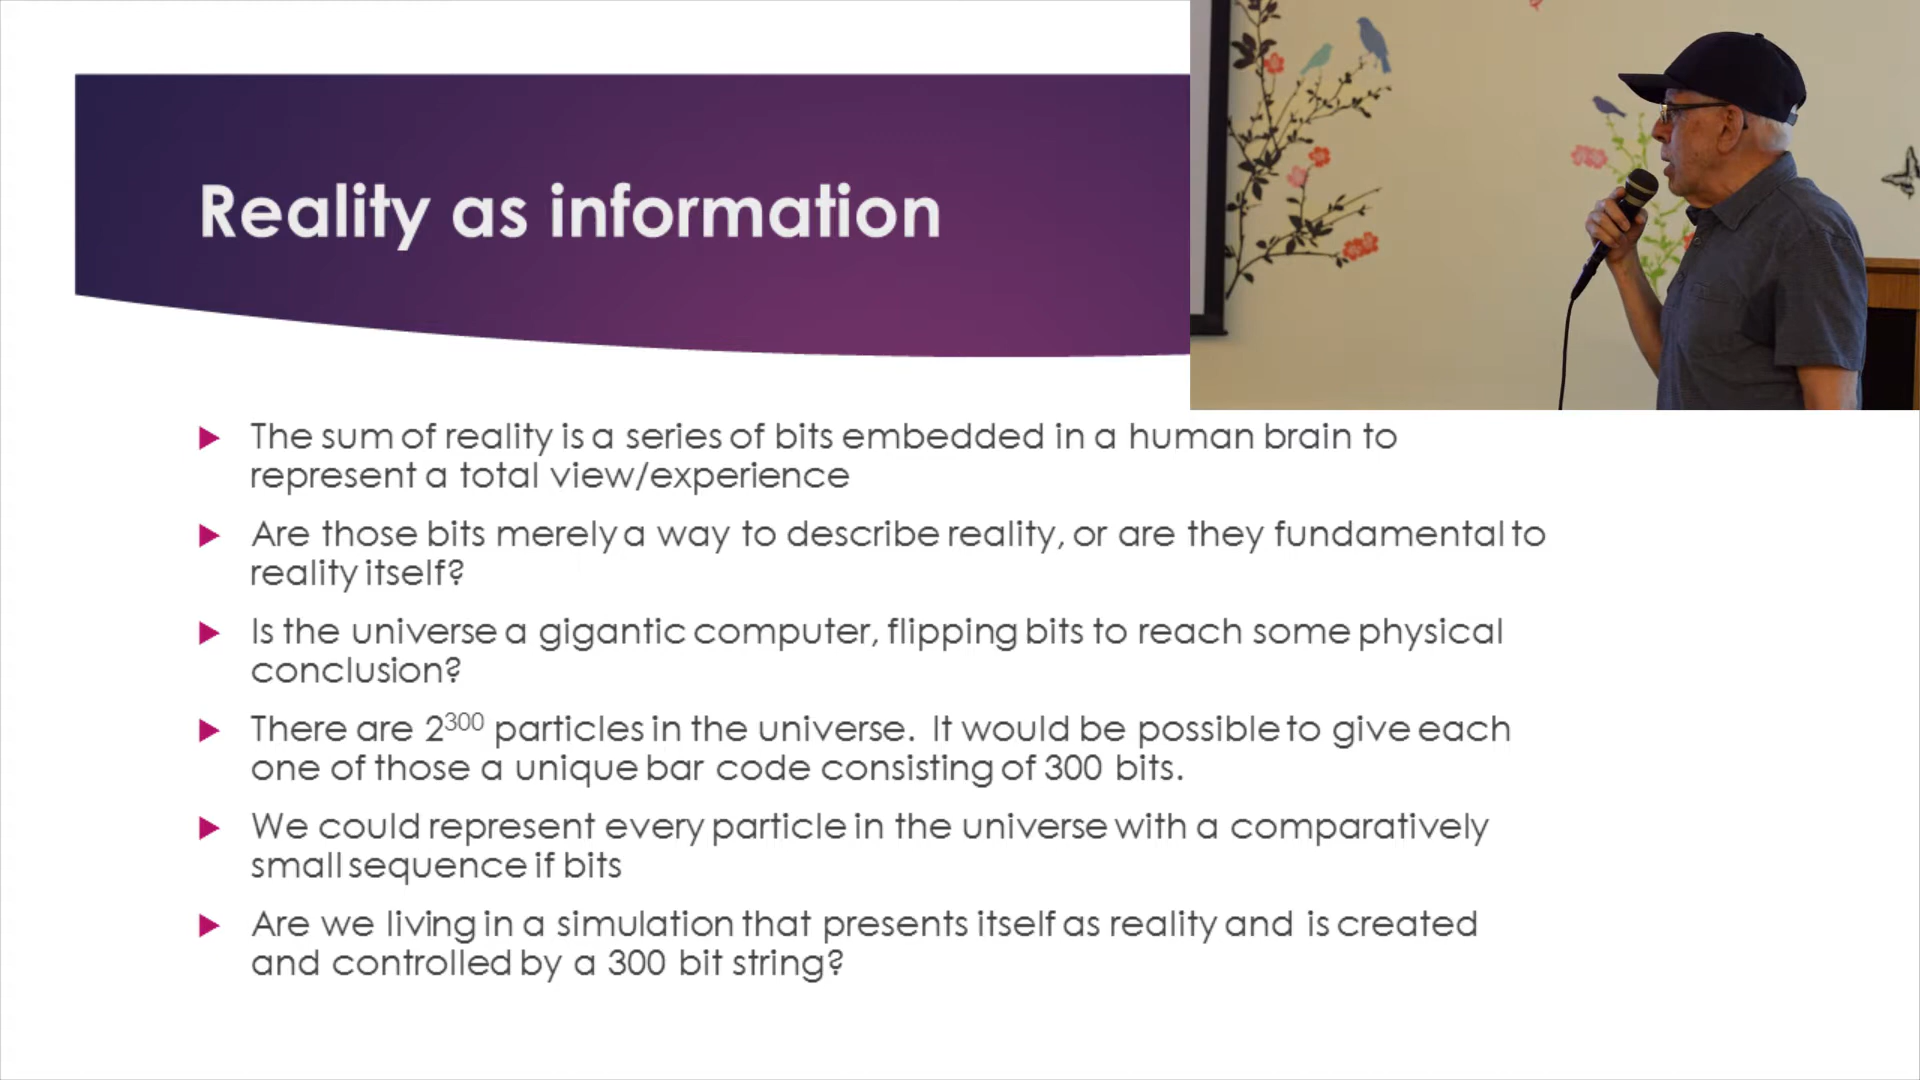 Reality as information
The sum of reality is a series of bits embedded in a human brain to
represent a total view/experience
Are those bits merely a way to describe reality, or are they fundamental to
reality itself?
Is the universe a gigantic computer, flipping bits to reach some physical
conclusion?
There are 2³⁰⁰ particles in the universe. It would be possible to give each
one of those a unique bar code consisting of 300 bits.
We could represent every particle in the universe with a comparatively
small sequence if bits
Are we living in a simulation that presents itself as reality and is created
and controlled by a 300 bit string?